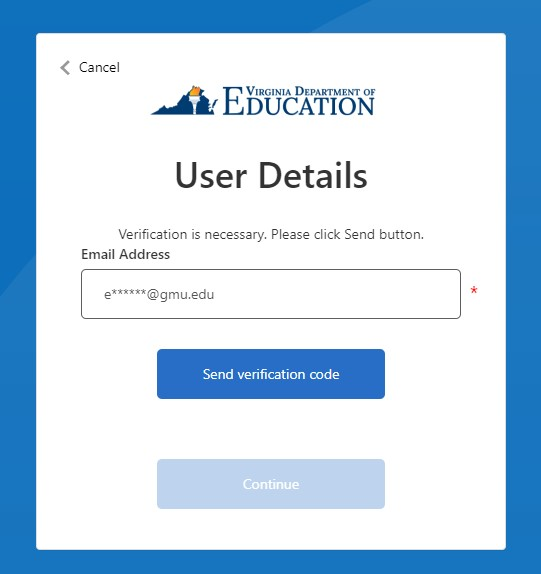 Cancel
VIRGINIA DEPARTMENT OF
EDUCATION
User Details
Verification is necessary. Please click Send button.
Email Address
e******@gmu.edu
*
Send verification code
Continue